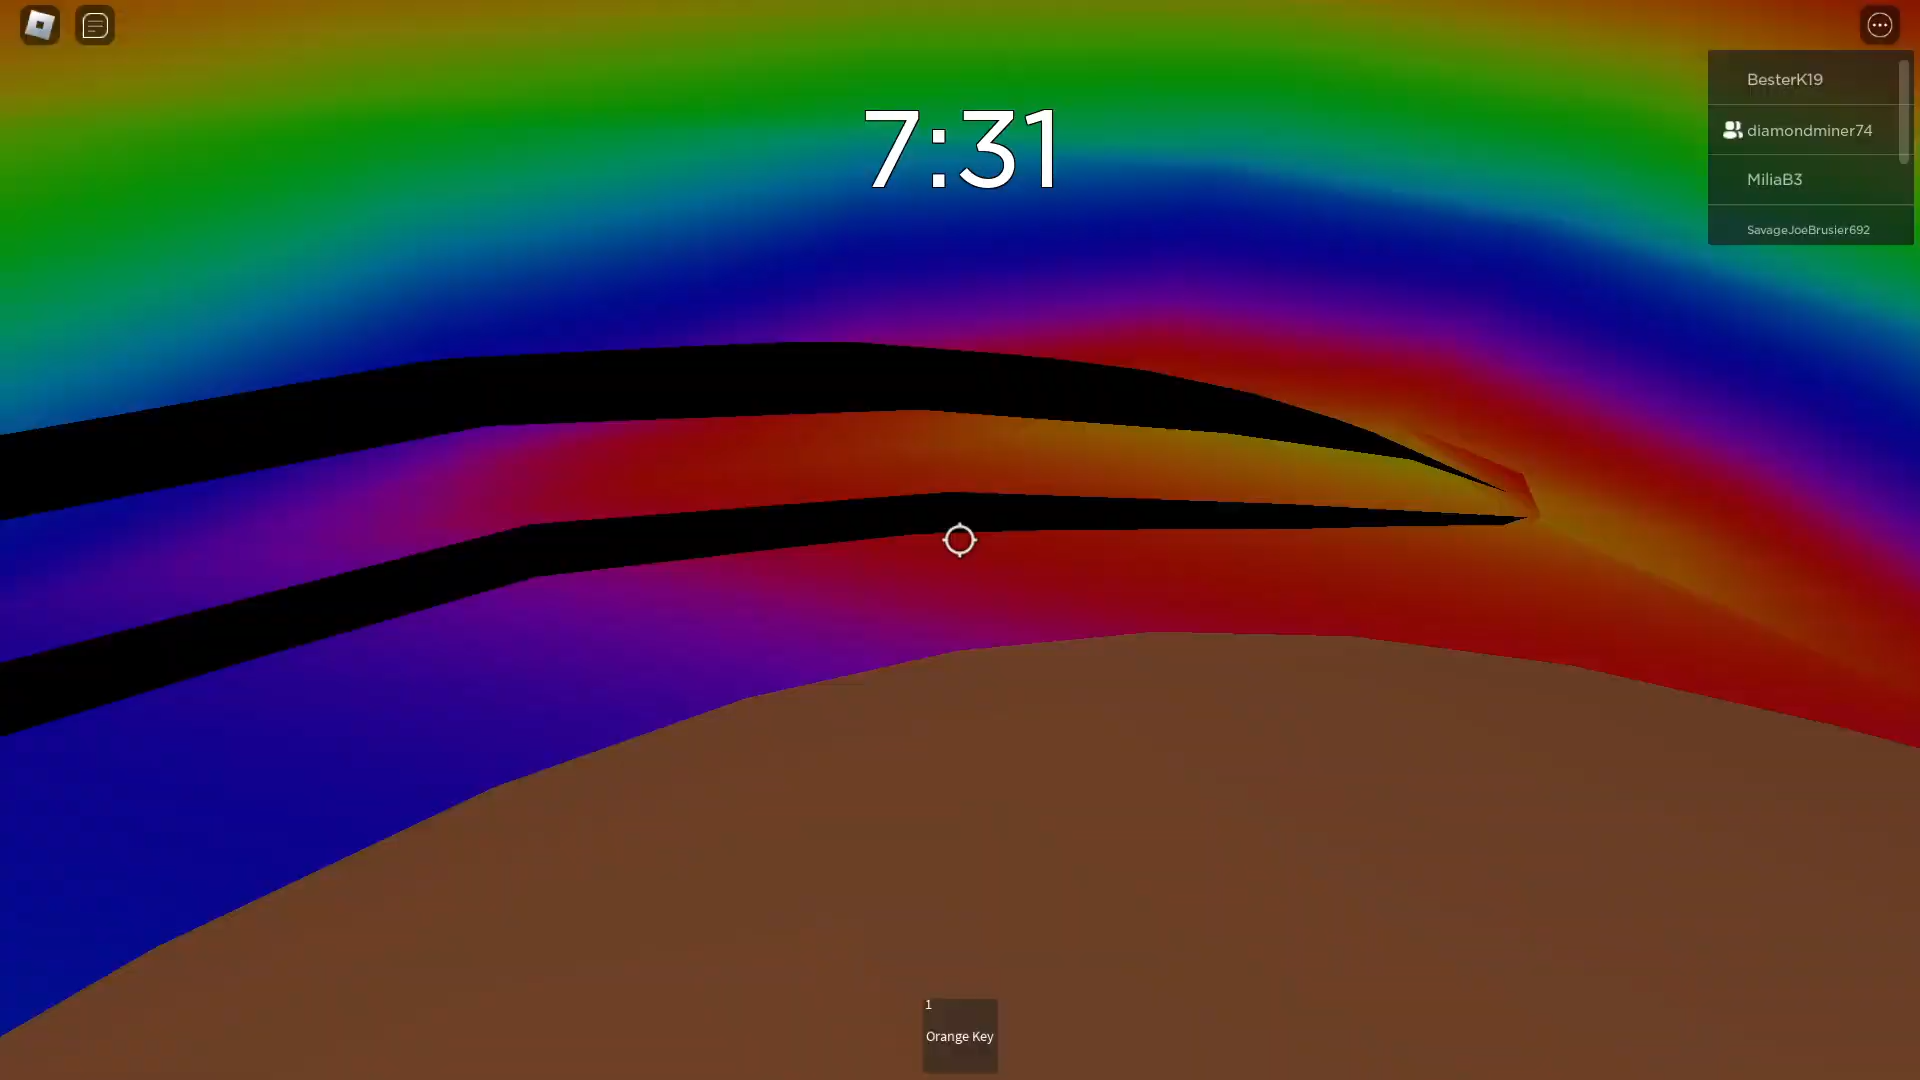 7:31
BesterK19
diamondminer74
MiliaB3
SavageJoeBrusier692
1
Orange Key